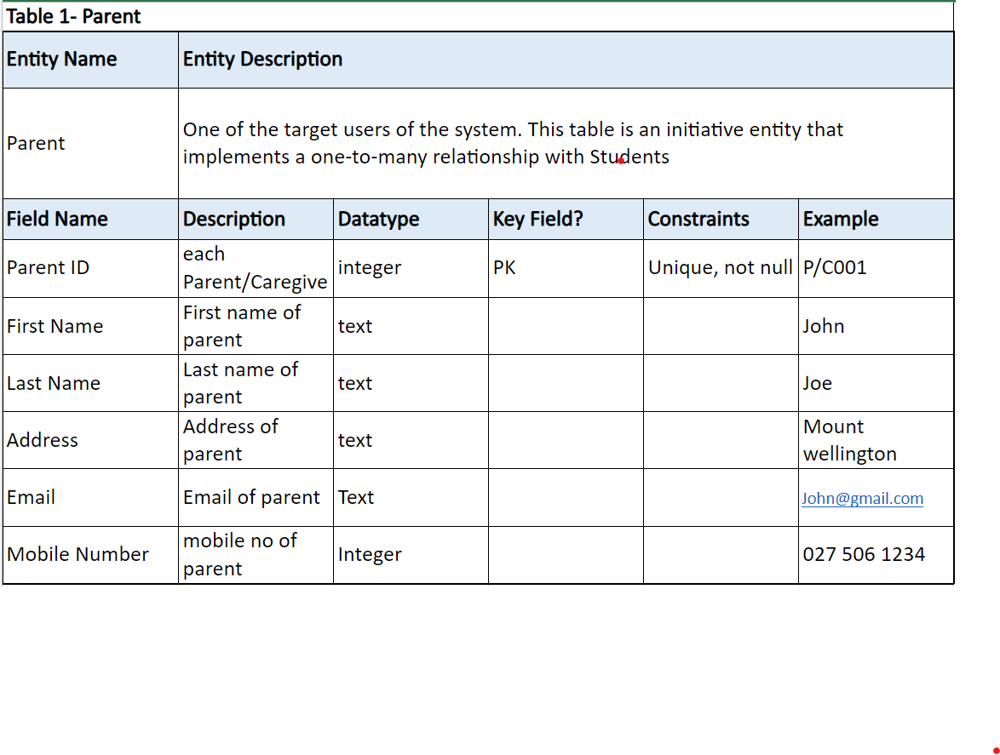 Table 1- Parent
Entity Name Entity Description
Parent
One of the target users of the system. This table is an initiative entity that
implements a one-to-many relationship with Students
Field Name Description Datatype Key Field? Constraints Example
Parent ID
each
Parent/Caregive
integer PK Unique, not null P/C001
First Name
First name of
parent
text John
Last Name
Last name of
parent
text Joe
Address
Address of
parent
text
Mount
wellington
Email Email of parent Text John@gmail.com
Mobile Number
mobile no of
parent
Integer 027 506 1234